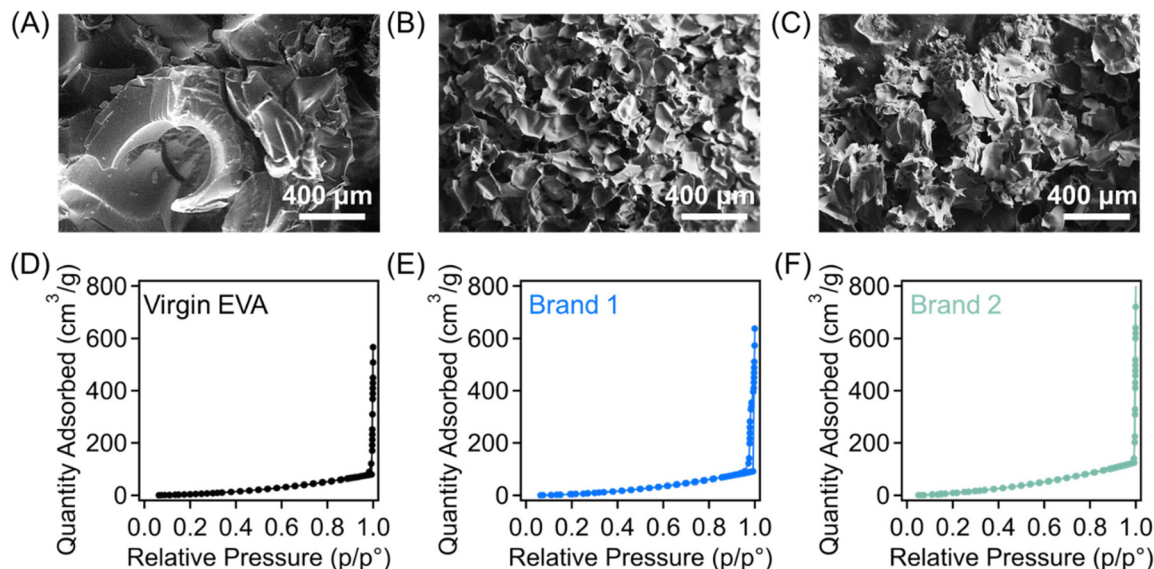 (A)
400 μm
(B)
400 μm
(C)
400 μm
(D)
Quantity Adsorbed (cm³/g)
800
600
400
200
0
Virgin EVA
0.0 0.2 0.4 0.6 0.8 1.0
Relative Pressure (p/p°)
(E)
Quantity Adsorbed (cm³/g)
800
600
400
200
0
Brand 1
0.0 0.2 0.4 0.6 0.8 1.0
Relative Pressure (p/p°)
(F)
Quantity Adsorbed (cm³/g)
800
600
400
200
0
Brand 2
0.0 0.2 0.4 0.6 0.8 1.0
Relative Pressure (p/p°)